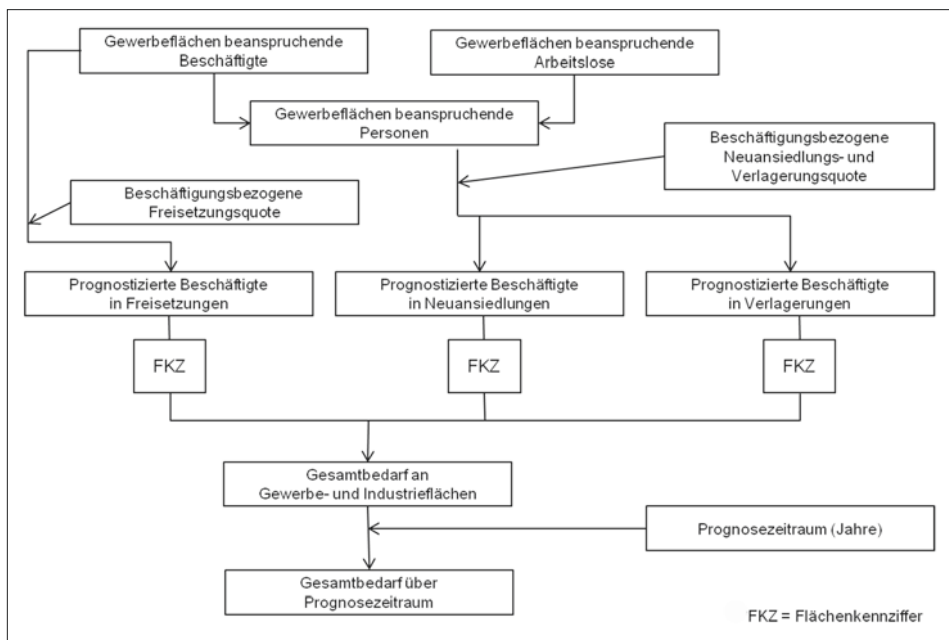 Gewerbeflächen beanspruchende
Beschäftigte
Gewerbeflächen beanspruchende
Arbeitslose
Gewerbeflächen beanspruchende
Personen
Beschäftigungsbezogene
Neuansiedlungs- und
Verlagerungsquote
Beschäftigungsbezogene
Freisetzungsquote
Prognostizierte Beschäftigte
in Freisetzungen
Prognostizierte Beschäftigte
in Neuansiedlungen
Prognostizierte Beschäftigte
in Verlagerungen
FKZ
FKZ
FKZ
Gesamtbedarf an
Gewerbe- und Industrieflächen
Prognosezeitraum (Jahre)
Gesamtbedarf über
Prognosezeitraum
FKZ = Flächenkennziffer